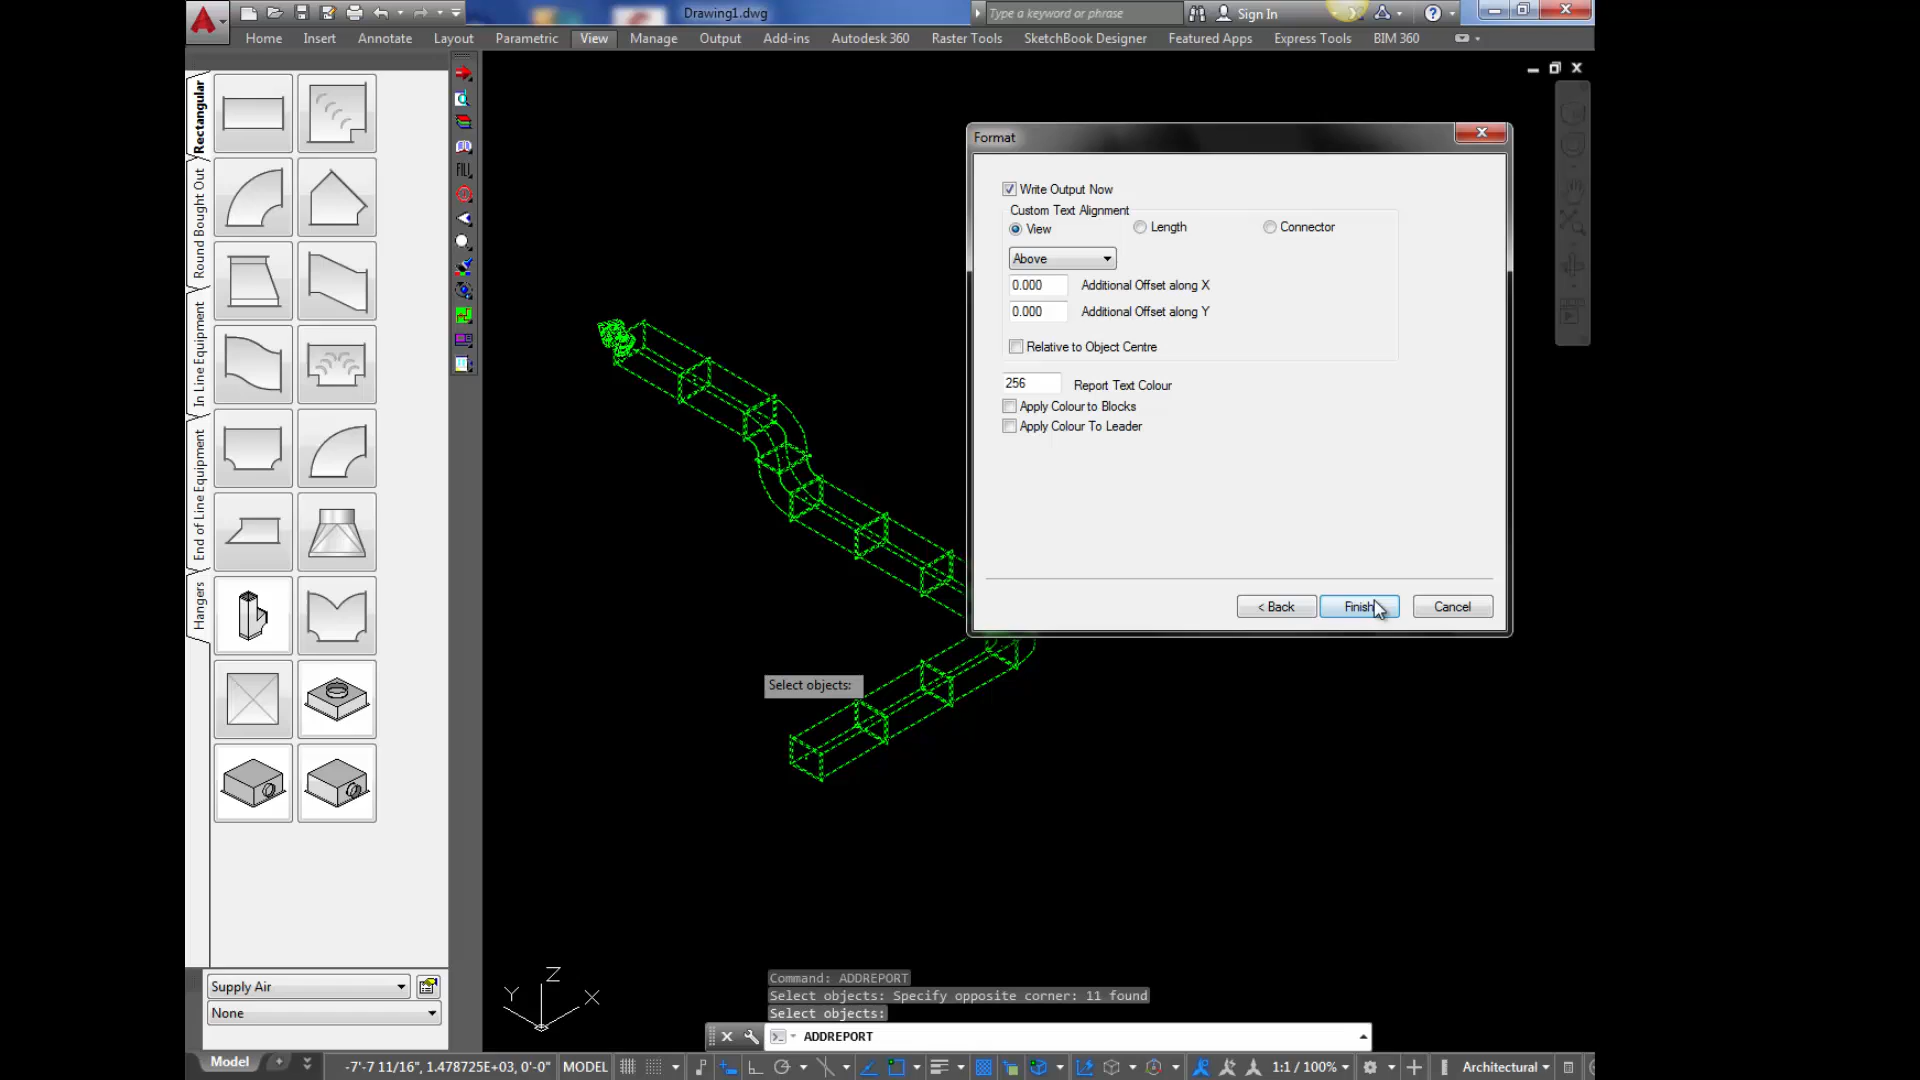 Drawing1.dwg
Type a keyword or phrase
Sign In
Home Insert Annotate Layout Parametric View Manage Output Add-ins Autodesk 360 Raster Tools SketchBook Designer Featured Apps Express Tools BIM 360
Rectangular
Round Bought Out
In Line Equipment
End of Line Equipment
Hangers
FILL
Format
Write Output Now
Custom Text Alignment
View Length Connector
Above
0.000 Additional Offset along X
0.000 Additional Offset along Y
Relative to Object Centre
256 Report Text Colour
Apply Colour to Blocks
Apply Colour To Leader
< Back Finish Cancel
Select objects:
Z
Y X
Supply Air
None
Command: ADDREPORT
Select objects: Specify opposite corner: 11 found
Select objects:
ADDREPORT
Model
-7'-7 11/16", 1.478725E+03, 0'-0" MODEL 1:1 / 100% Architectural